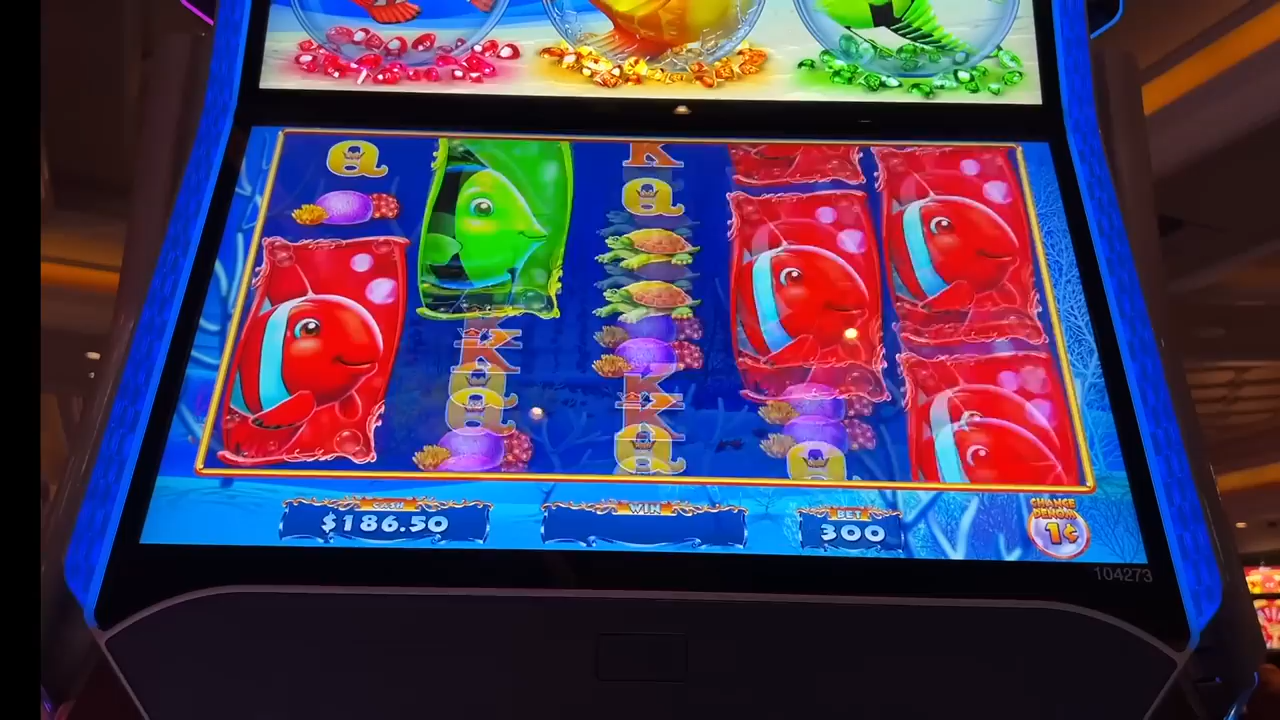 Q
K
Q
K
Q
K
Q
Q
CASH
$186.50
WIN
BET
300
CHANGE
DENOM
1¢
104273